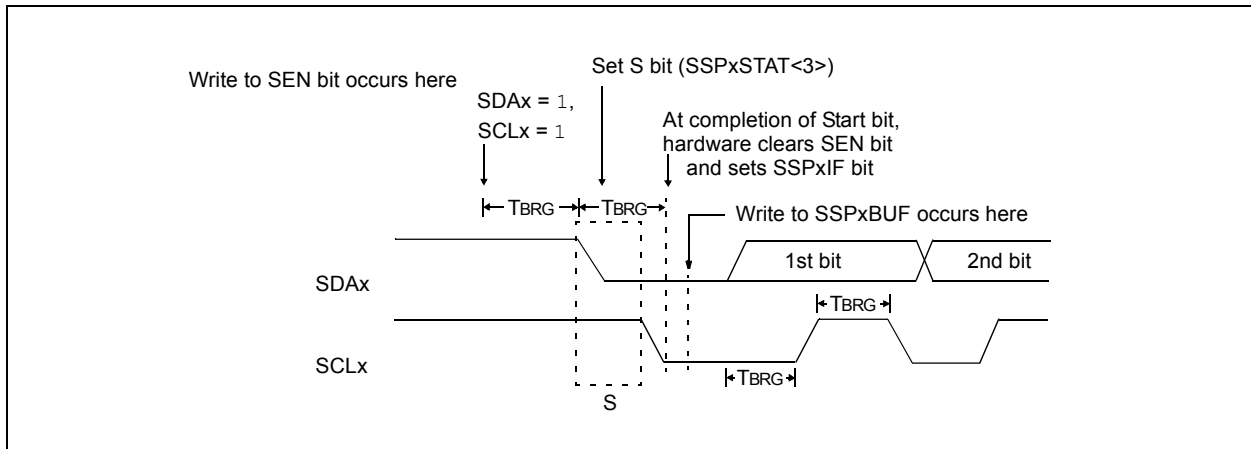 Set S bit (SSPxSTAT<3>)
Write to SEN bit occurs here
SDAx = 1,
SCLx = 1
At completion of Start bit,
hardware clears SEN bit
and sets SSPxIF bit
TBRG
TBRG
Write to SSPxBUF occurs here
1st bit
2nd bit
SDAx
TBRG
SCLx
TBRG
S